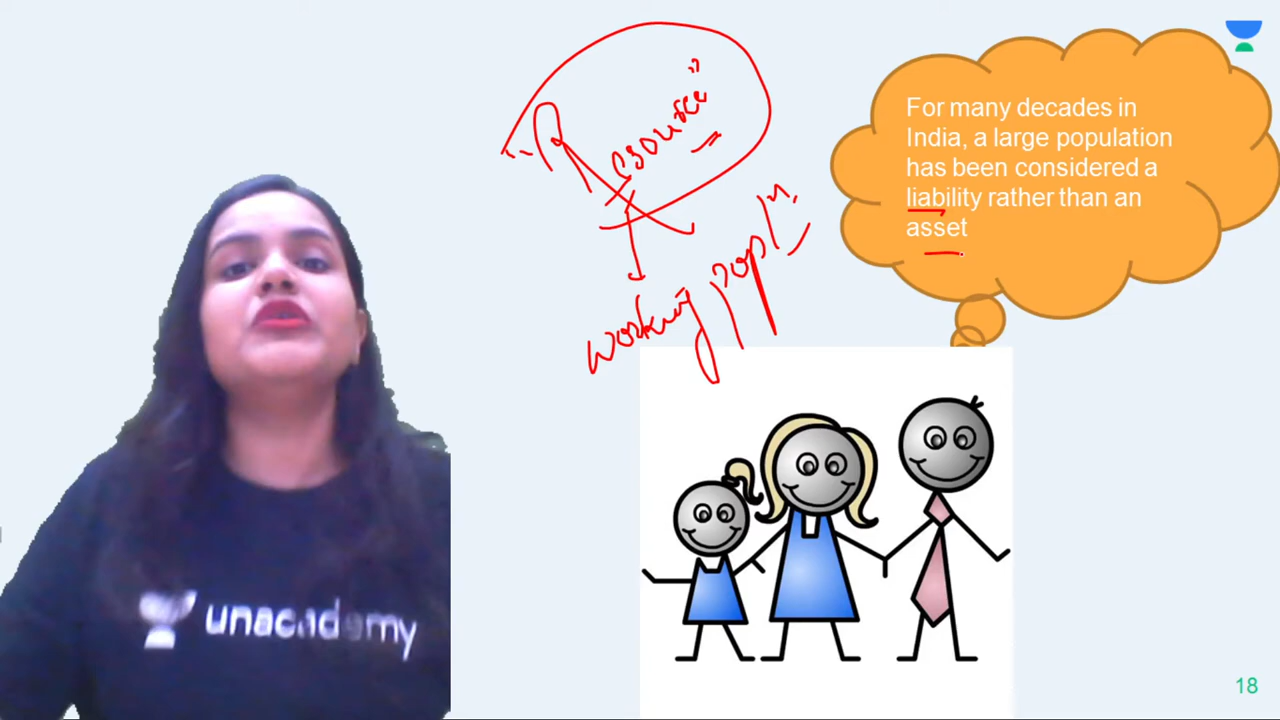 "Resource"
working popl^n.
For many decades in
India, a large population
has been considered a
liability rather than an
asset
unacademy
18